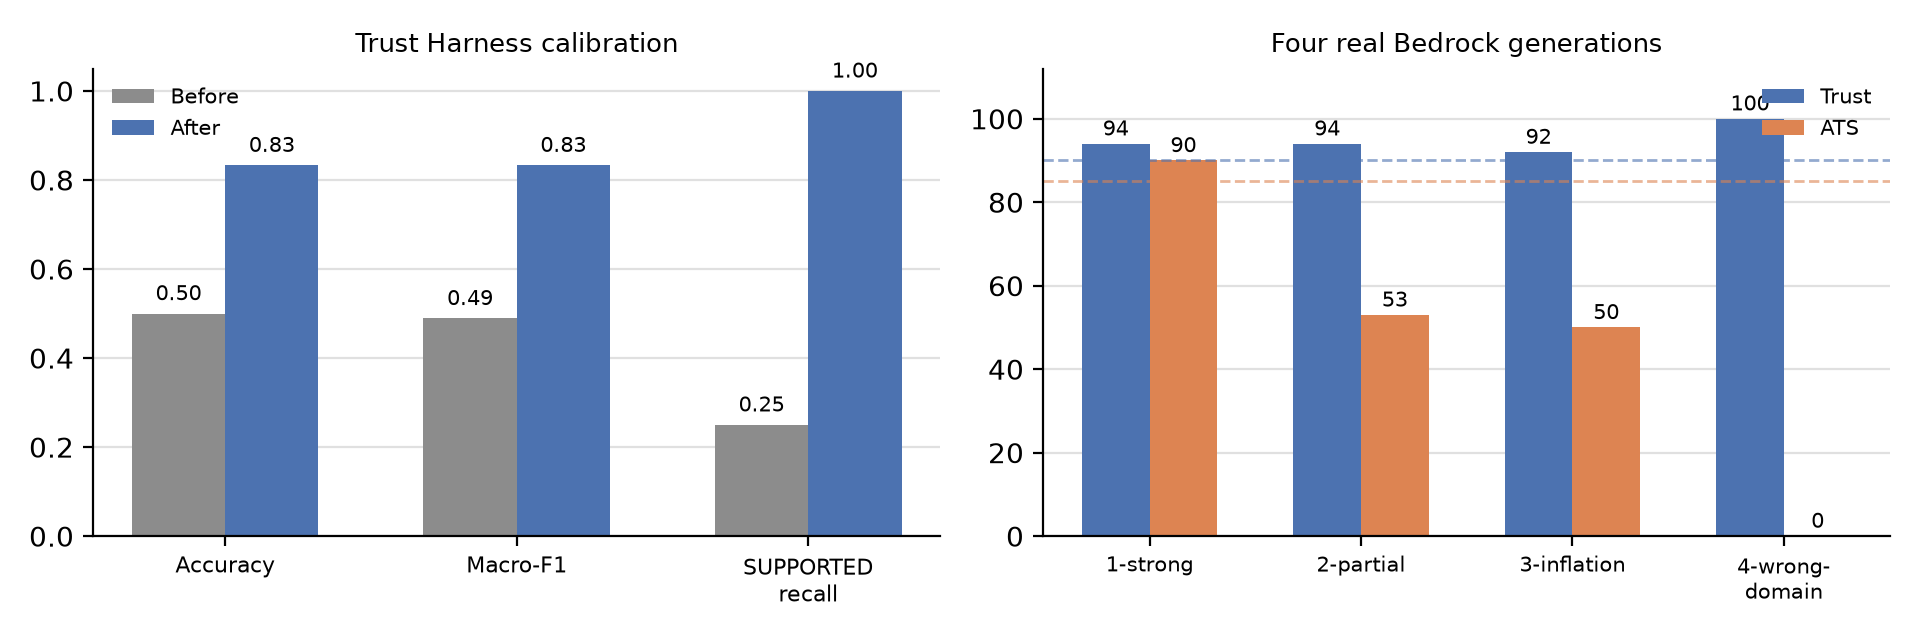 Trust Harness calibration
Before
After
1.0
0.8
0.6
0.4
0.2
0.0
0.50
0.83
0.49
0.83
0.25
1.00
Accuracy
Macro-F1
SUPPORTED
recall
Four real Bedrock generations
Trust
ATS
100
80
60
40
20
0
94
90
94
53
92
50
100
0
1-strong
2-partial
3-inflation
4-wrong-
domain